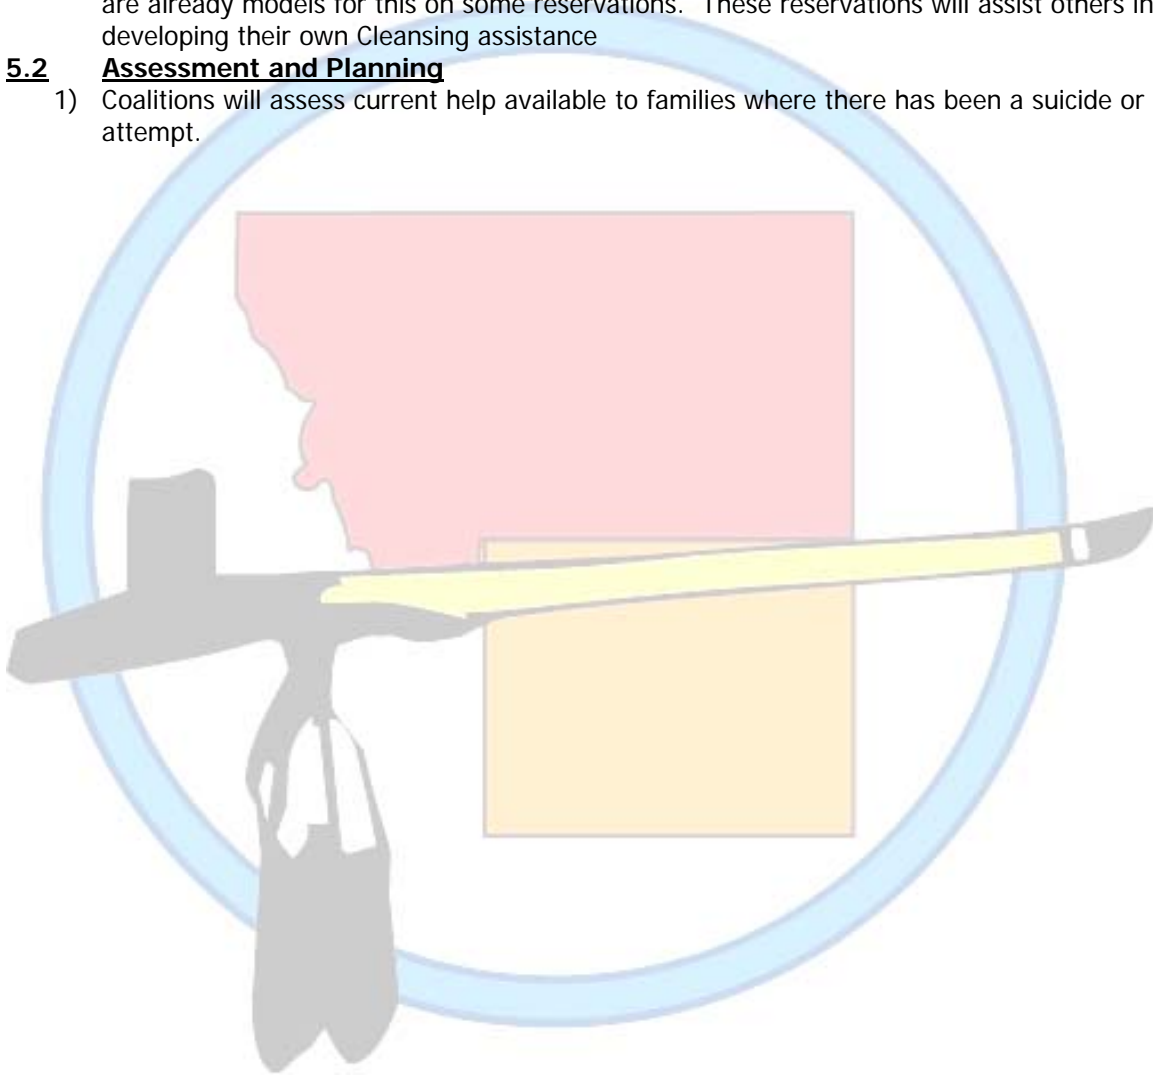 are already models for this on some reservations. These reservations will assist others in
developing their own Cleansing assistance
5.2 Assessment and Planning
1) Coalitions will assess current help available to families where there has been a suicide or
attempt.